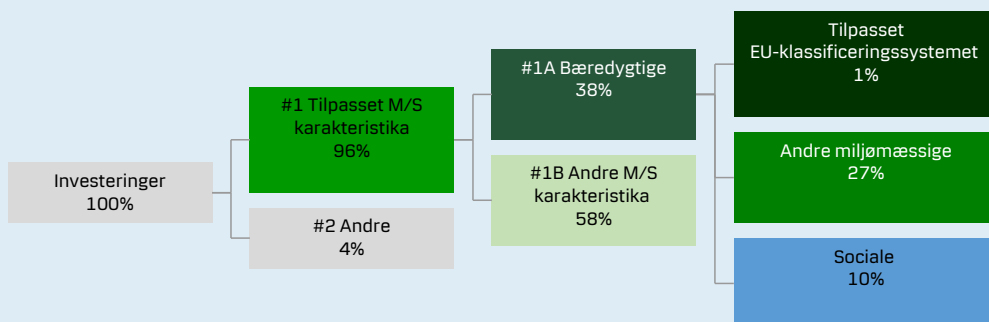 Investeringer
100%
#1 Tilpasset M/S
karakteristika
96%
#2 Andre
4%
#1A Bæredygtige
38%
#1B Andre M/S
karakteristika
58%
Tilpasset
EU-klassificeringssystemet
1%
Andre miljømæssige
27%
Sociale
10%